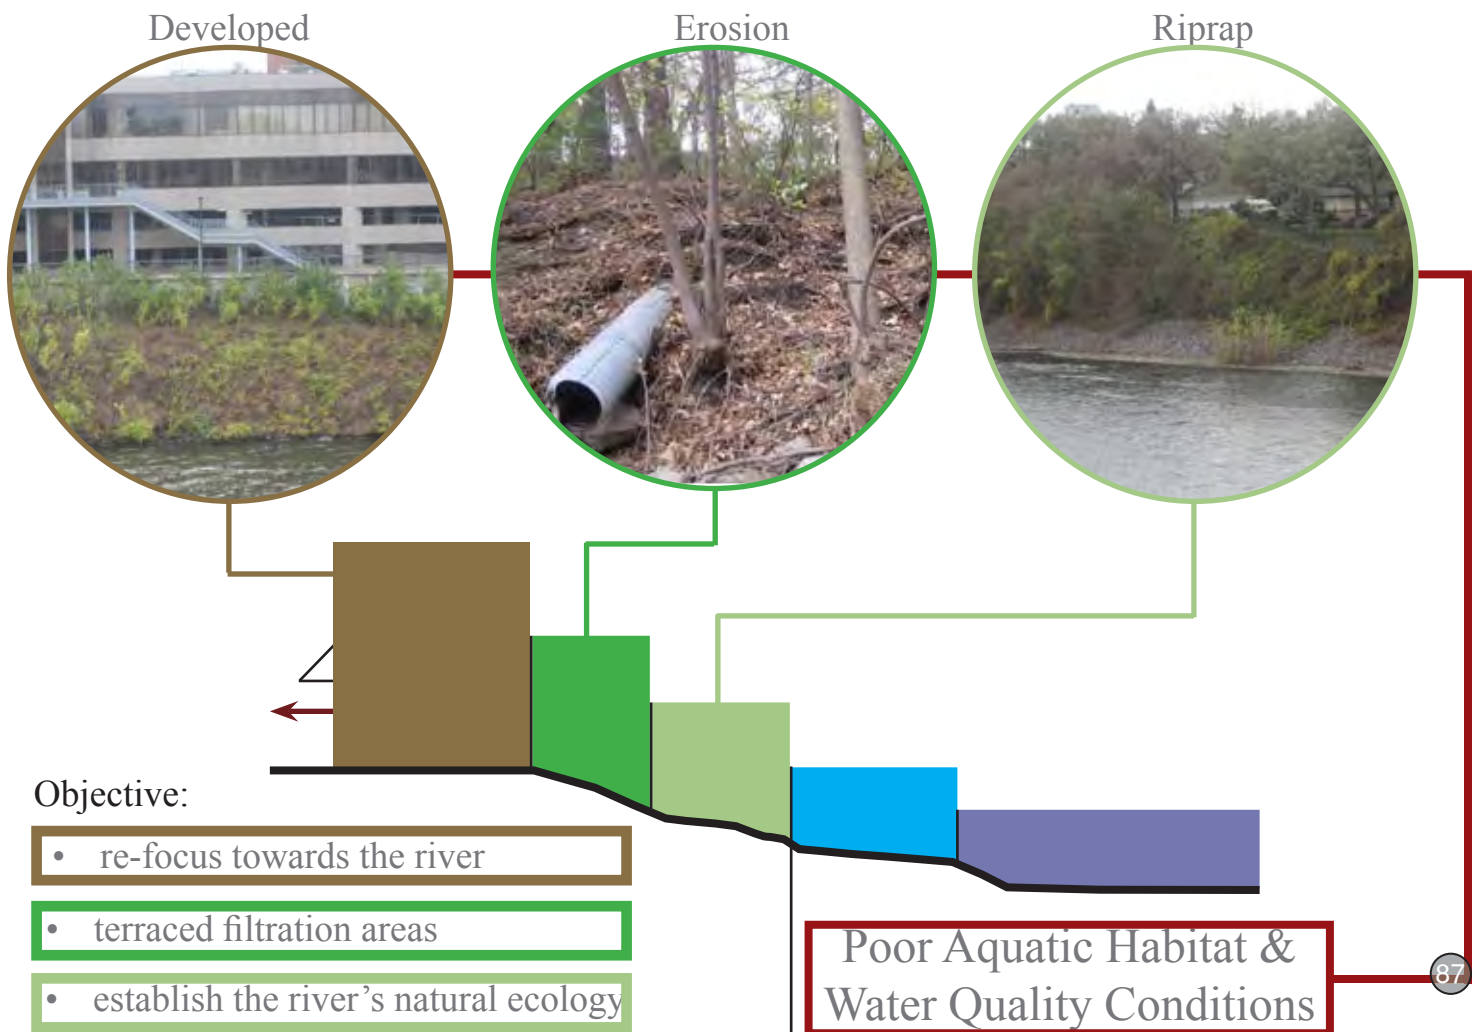 Developed
Erosion
Riprap
Objective:
• re-focus towards the river
• terraced filtration areas
• establish the river's natural ecology
Poor Aquatic Habitat &
Water Quality Conditions
87